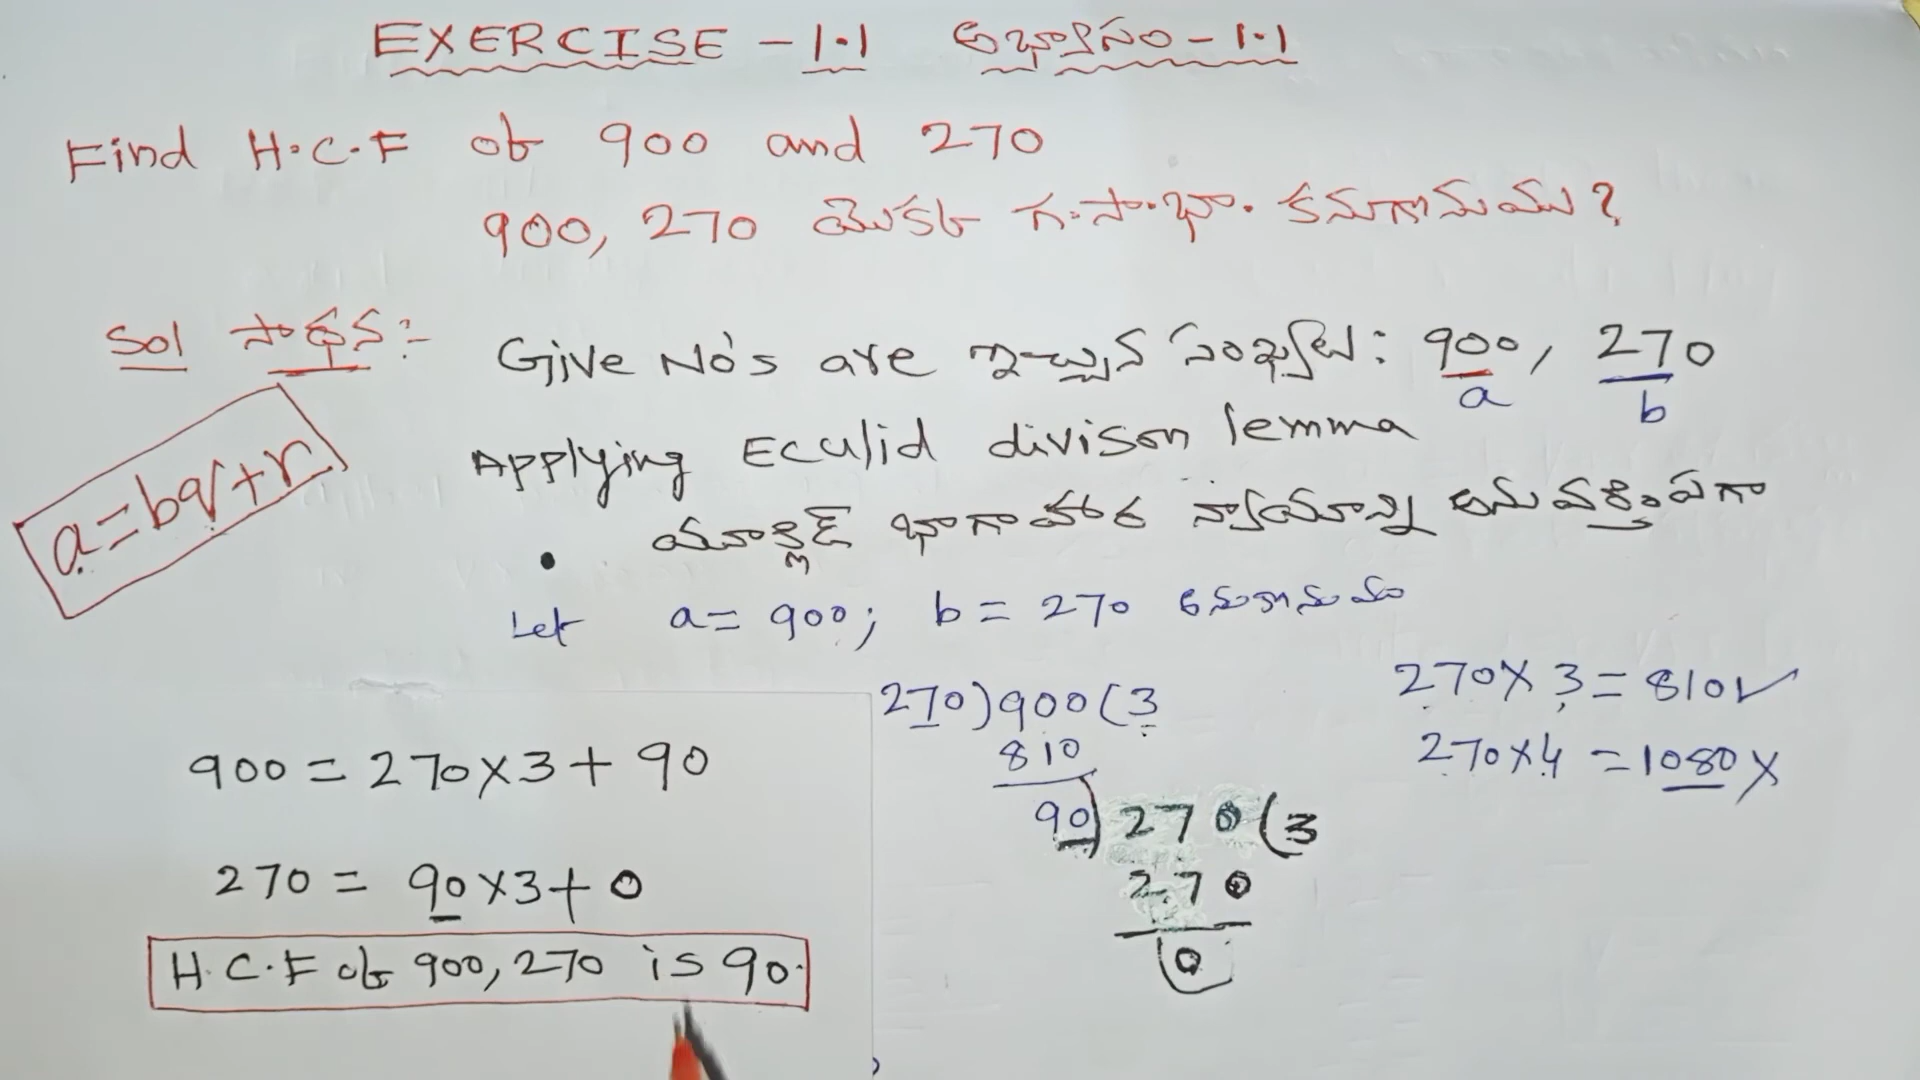 EXERCISE - 1.1 అభ్యాసం - 1.1
Find H.C.F of 900 and 270
900, 270 యొక్క గ.సా.భా. కనుగొనుము?
Sol సాధన :-
Give No's are ఇచ్చిన సంఖ్యలు : 900, 270
a b
a = bq + r
Applying Eculid divison lemma
యూక్లిడ్ భాగాహార న్యాయాన్ని అనువర్తింపగా
Let a = 900; b = 270 అనుకొనుము
270)900(3
810
90)270(3
270
0
270 × 3 = 810 ✓
270 × 4 = 1080 ×
900 = 270 × 3 + 90
270 = 90 × 3 + 0
H.C.F of 900, 270 is 90.